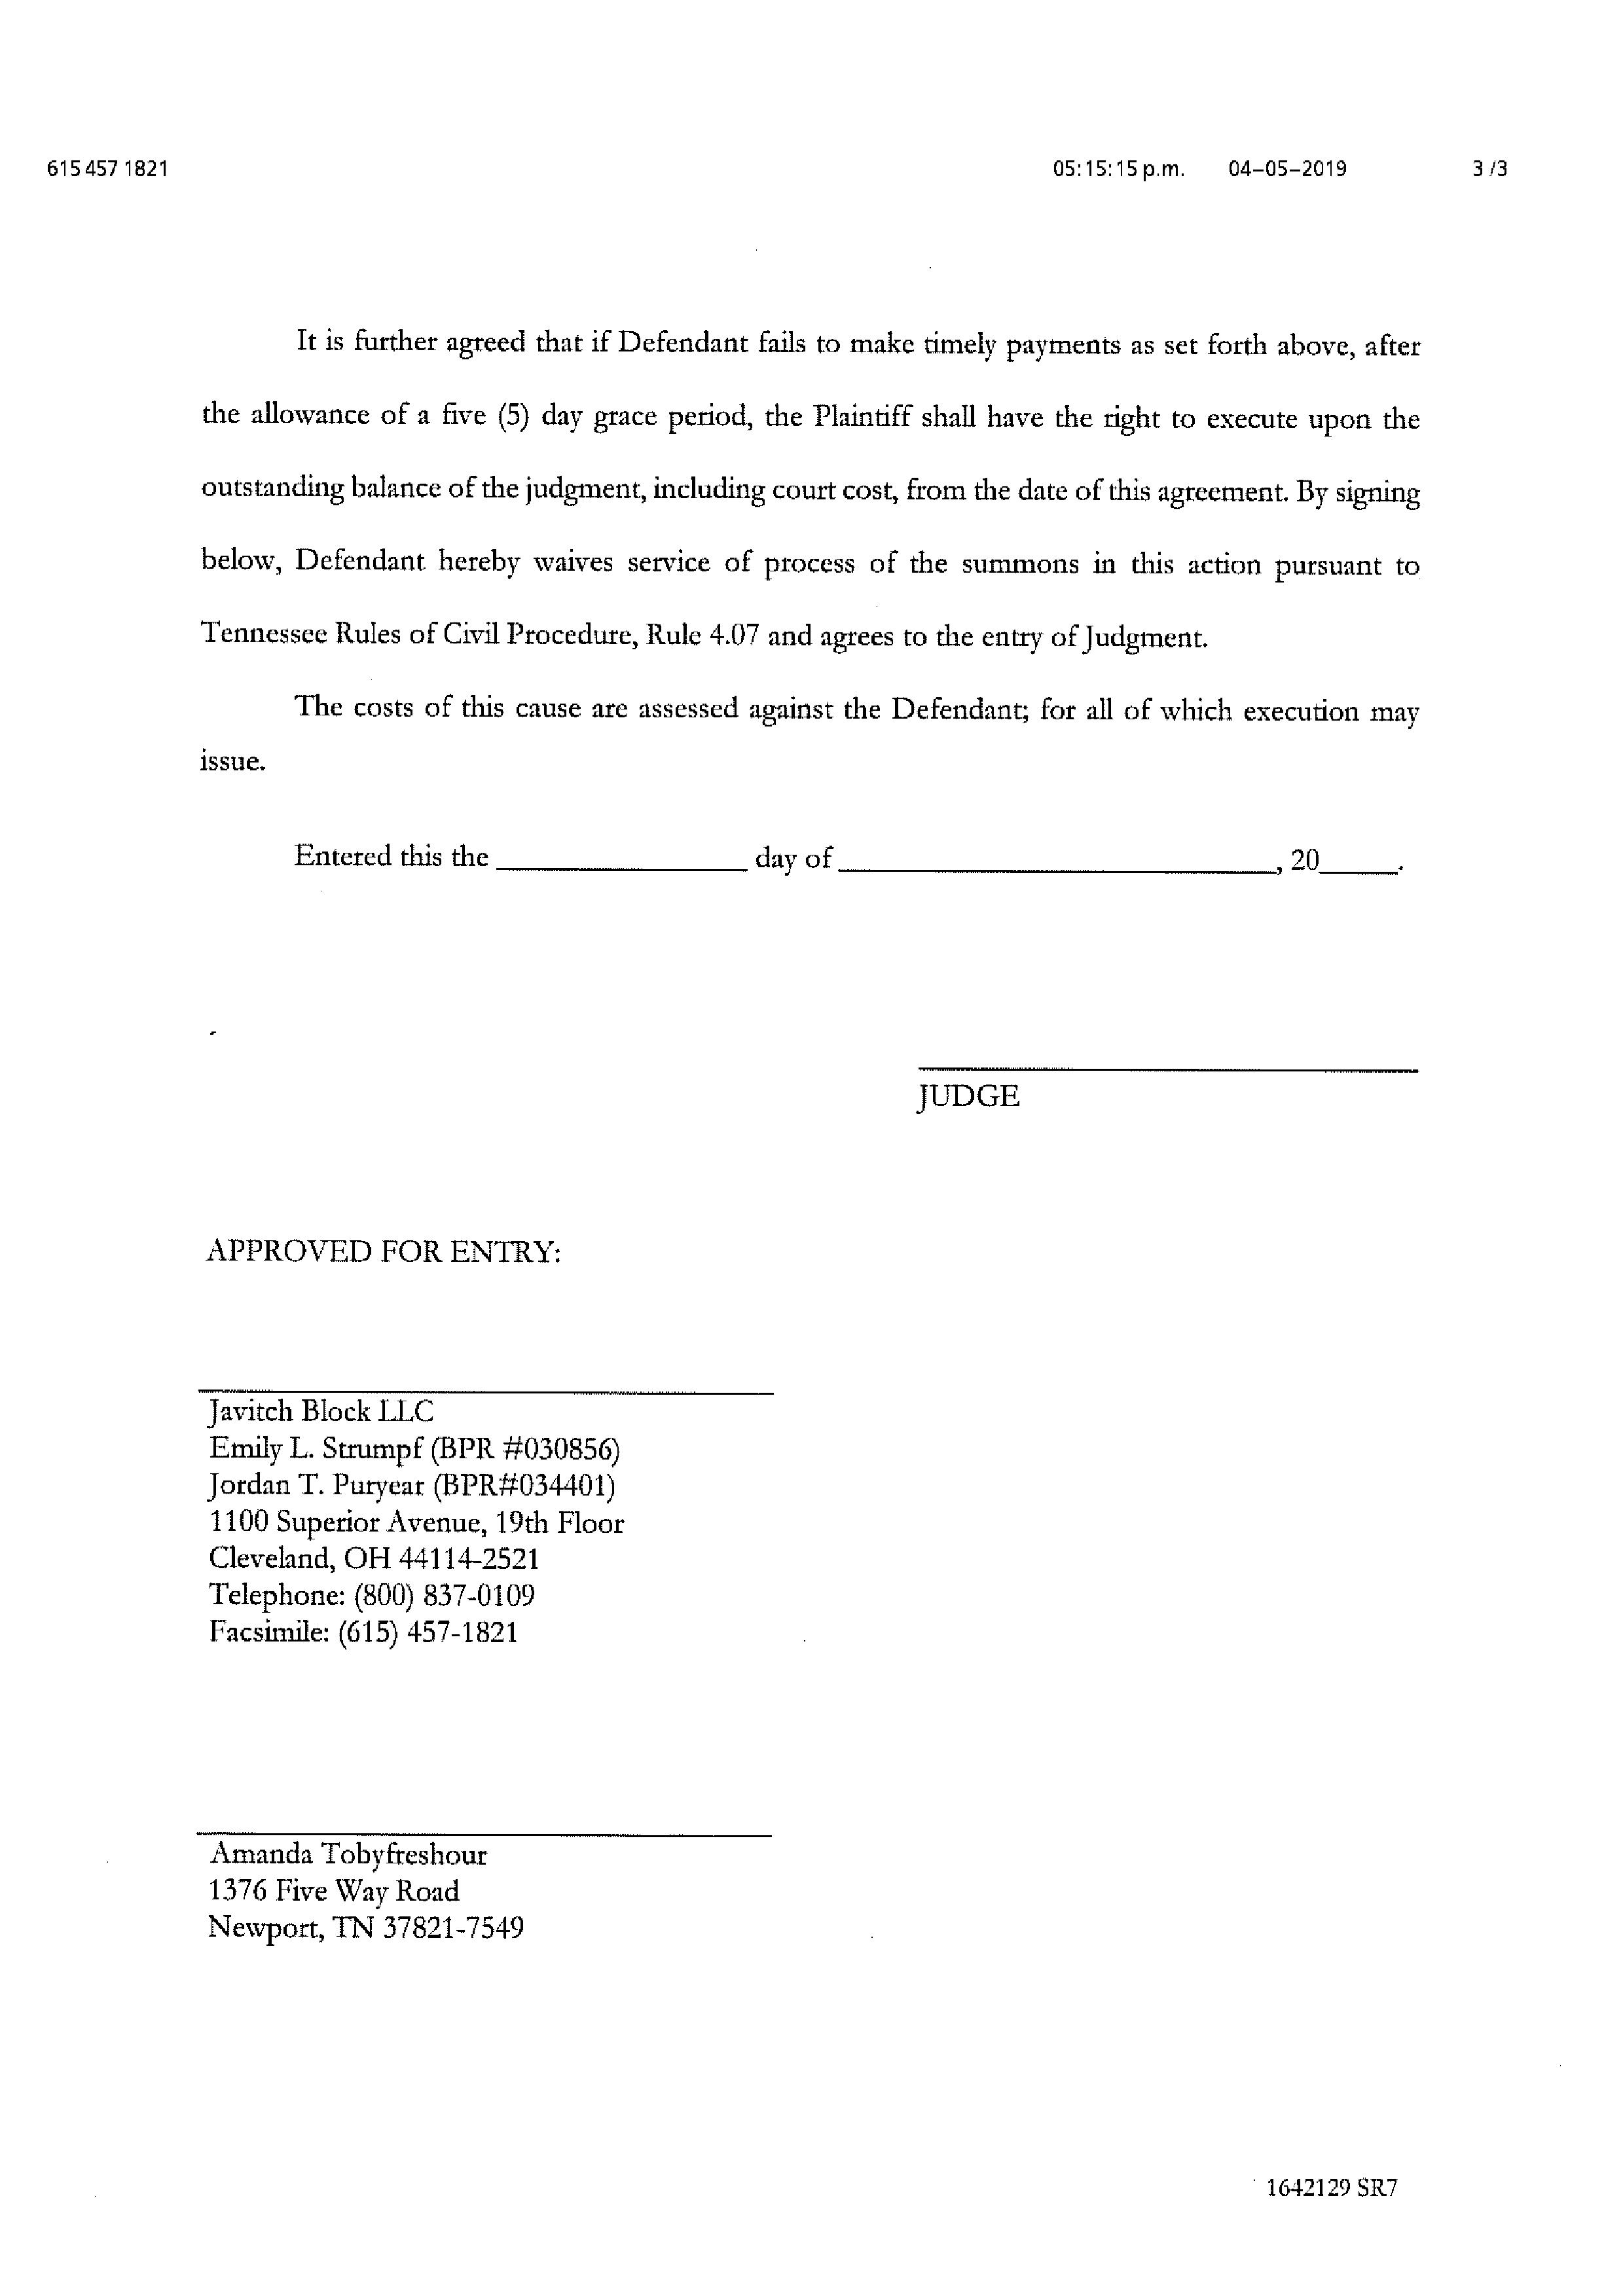 615 457 1821 05:15:15 p.m. 04-05-2019 3 /3
It is further agreed that if Defendant fails to make timely payments as set forth above, after
the allowance of a five (5) day grace period, the Plaintiff shall have the right to execute upon the
outstanding balance of the judgment, including court cost, from the date of this agreement. By signing
below, Defendant hereby waives service of process of the summons in this action pursuant to
Tennessee Rules of Civil Procedure, Rule 4.07 and agrees to the entry of Judgment.
The costs of this cause are assessed against the Defendant; for all of which execution may
issue.
Entered this the ____________ day of ____________________, 20____.
JUDGE
APPROVED FOR ENTRY:
Javitch Block LLC
Emily L. Strumpf (BPR #030856)
Jordan T. Puryear (BPR#034401)
1100 Superior Avenue, 19th Floor
Cleveland, OH 44114-2521
Telephone: (800) 837-0109
Facsimile: (615) 457-1821
Amanda Tobyfreshour
1376 Five Way Road
Newport, TN 37821-7549
1642129 SR7